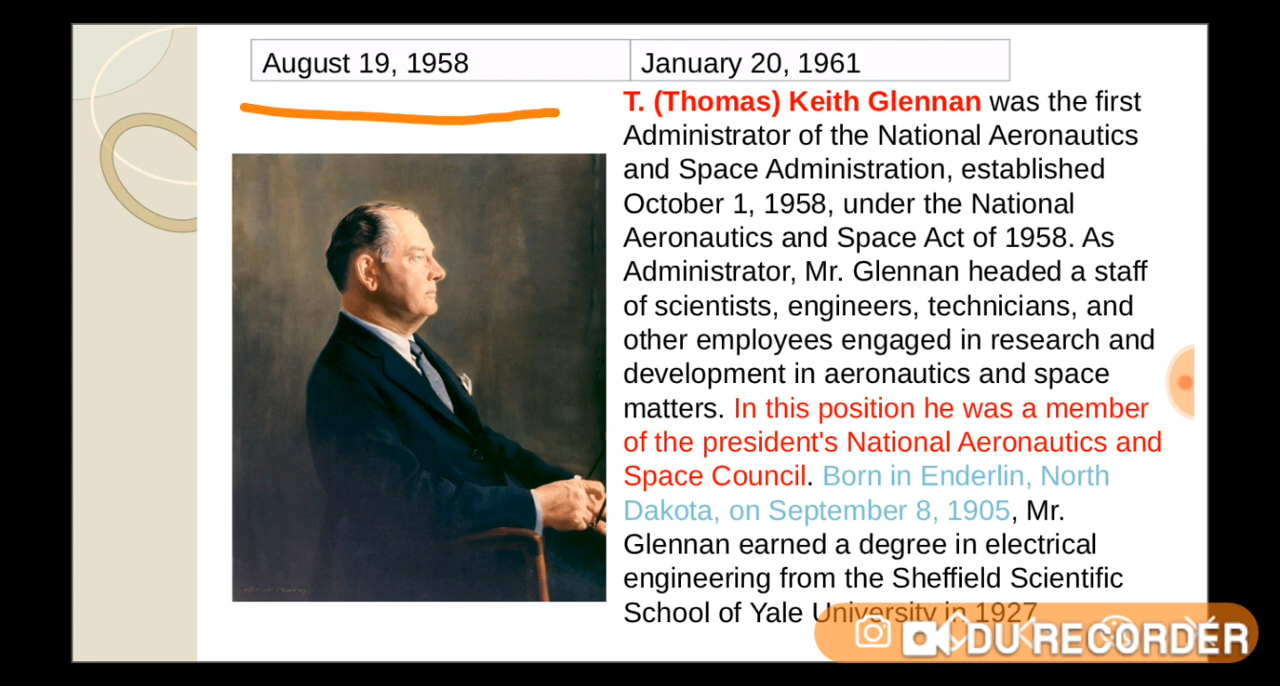 August 19, 1958
January 20, 1961
T. (Thomas) Keith Glennan was the first
Administrator of the National Aeronautics
and Space Administration, established
October 1, 1958, under the National
Aeronautics and Space Act of 1958. As
Administrator, Mr. Glennan headed a staff
of scientists, engineers, technicians, and
other employees engaged in research and
development in aeronautics and space
matters. In this position he was a member
of the president's National Aeronautics and
Space Council. Born in Enderlin, North
Dakota, on September 8, 1905, Mr.
Glennan earned a degree in electrical
engineering from the Sheffield Scientific
School of Yale University in 1927
DU RECORDER